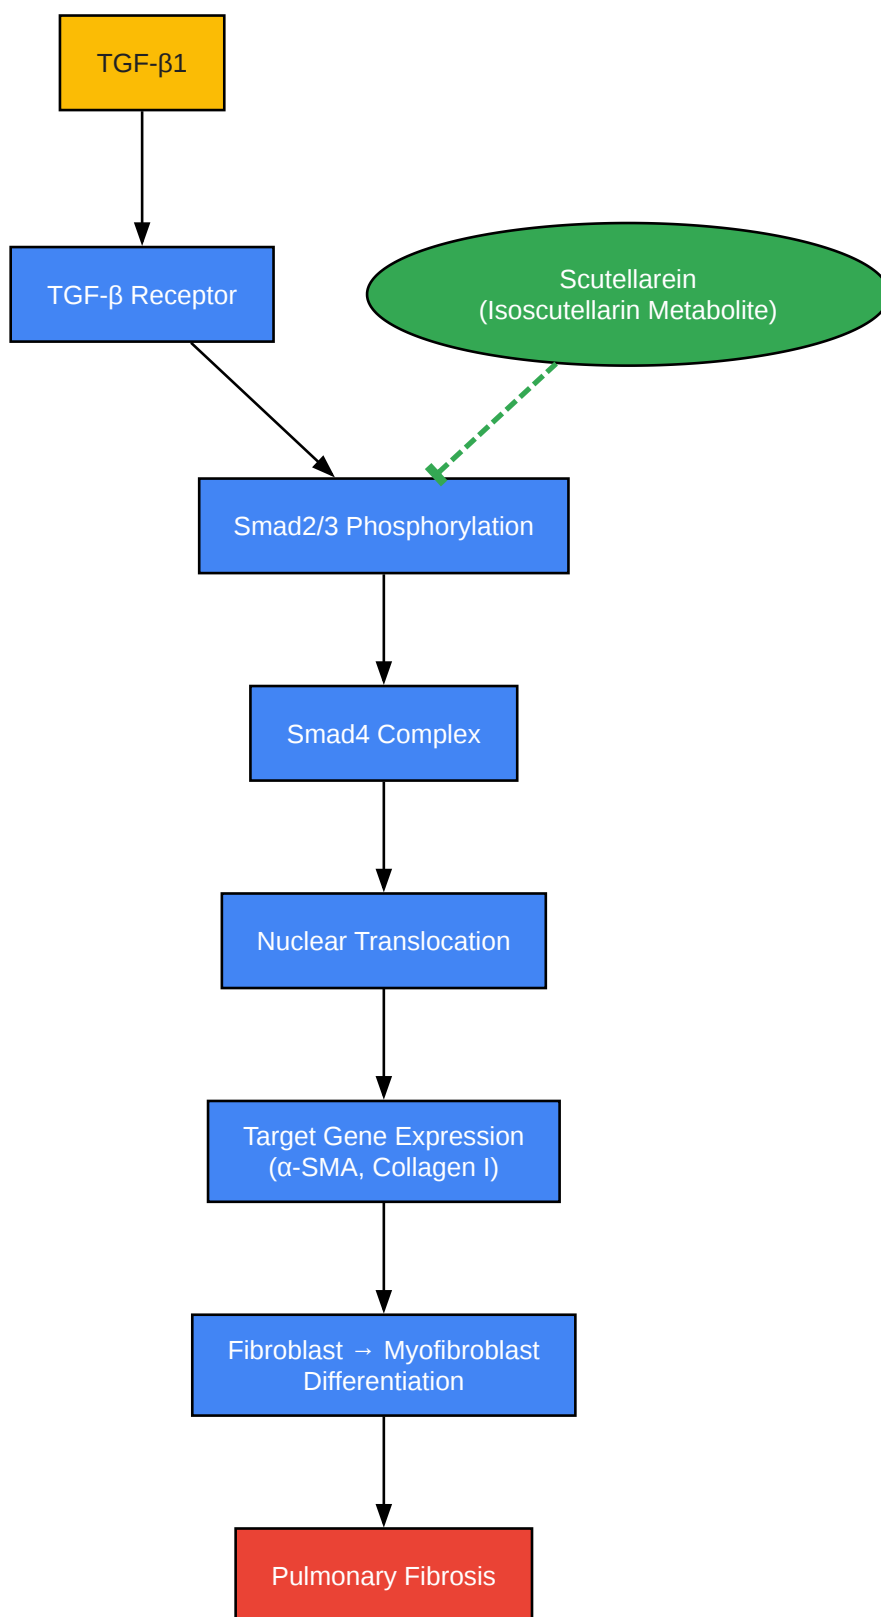 TGF-β1
TGF-β Receptor
Scutellarein
(Isoscutellarin Metabolite)
Smad2/3 Phosphorylation
Smad4 Complex
Nuclear Translocation
Target Gene Expression
(α-SMA, Collagen I)
Fibroblast → Myofibroblast
Differentiation
Pulmonary Fibrosis